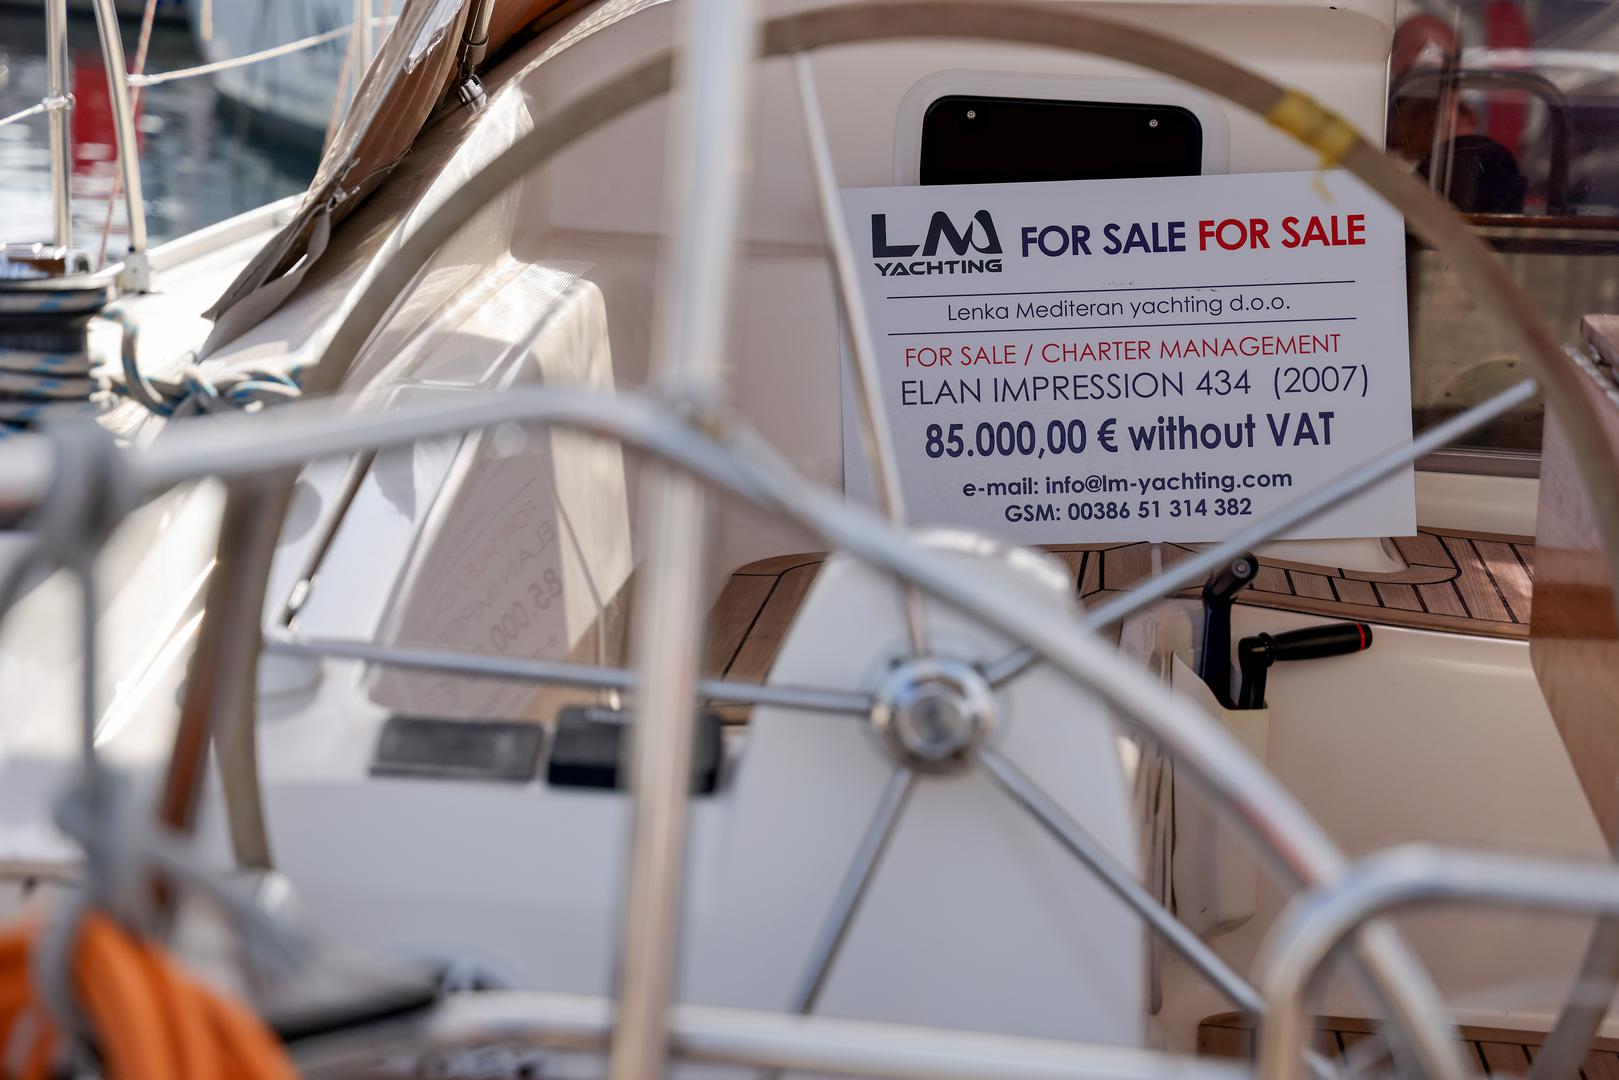 LM YACHTING FOR SALE FOR SALE
Lenka Mediteran yachting d.o.o.
FOR SALE / CHARTER MANAGEMENT
ELAN IMPRESSION 434 (2007)
85.000,00 € without VAT
e-mail: info@lm-yachting.com
GSM: 00386 51 314 382